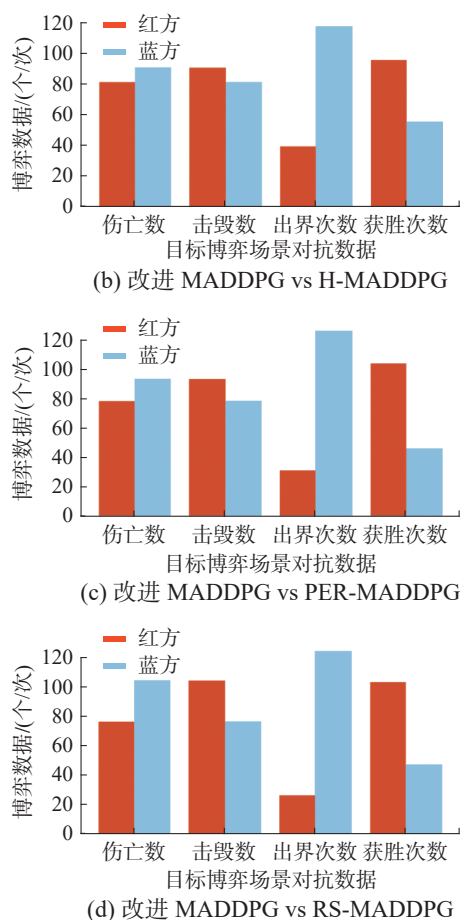 博弈数据/(个/次)
120
100
80
60
40
20
0
红方
蓝方
伤亡数 击毁数 出界次数 获胜次数
目标博弈场景对抗数据
(b) 改进 MADDPG vs H-MADDPG
博弈数据/(个/次)
120
100
80
60
40
20
0
红方
蓝方
伤亡数 击毁数 出界次数 获胜次数
目标博弈场景对抗数据
(c) 改进 MADDPG vs PER-MADDPG
博弈数据/(个/次)
120
100
80
60
40
20
0
红方
蓝方
伤亡数 击毁数 出界次数 获胜次数
目标博弈场景对抗数据
(d) 改进 MADDPG vs RS-MADDPG